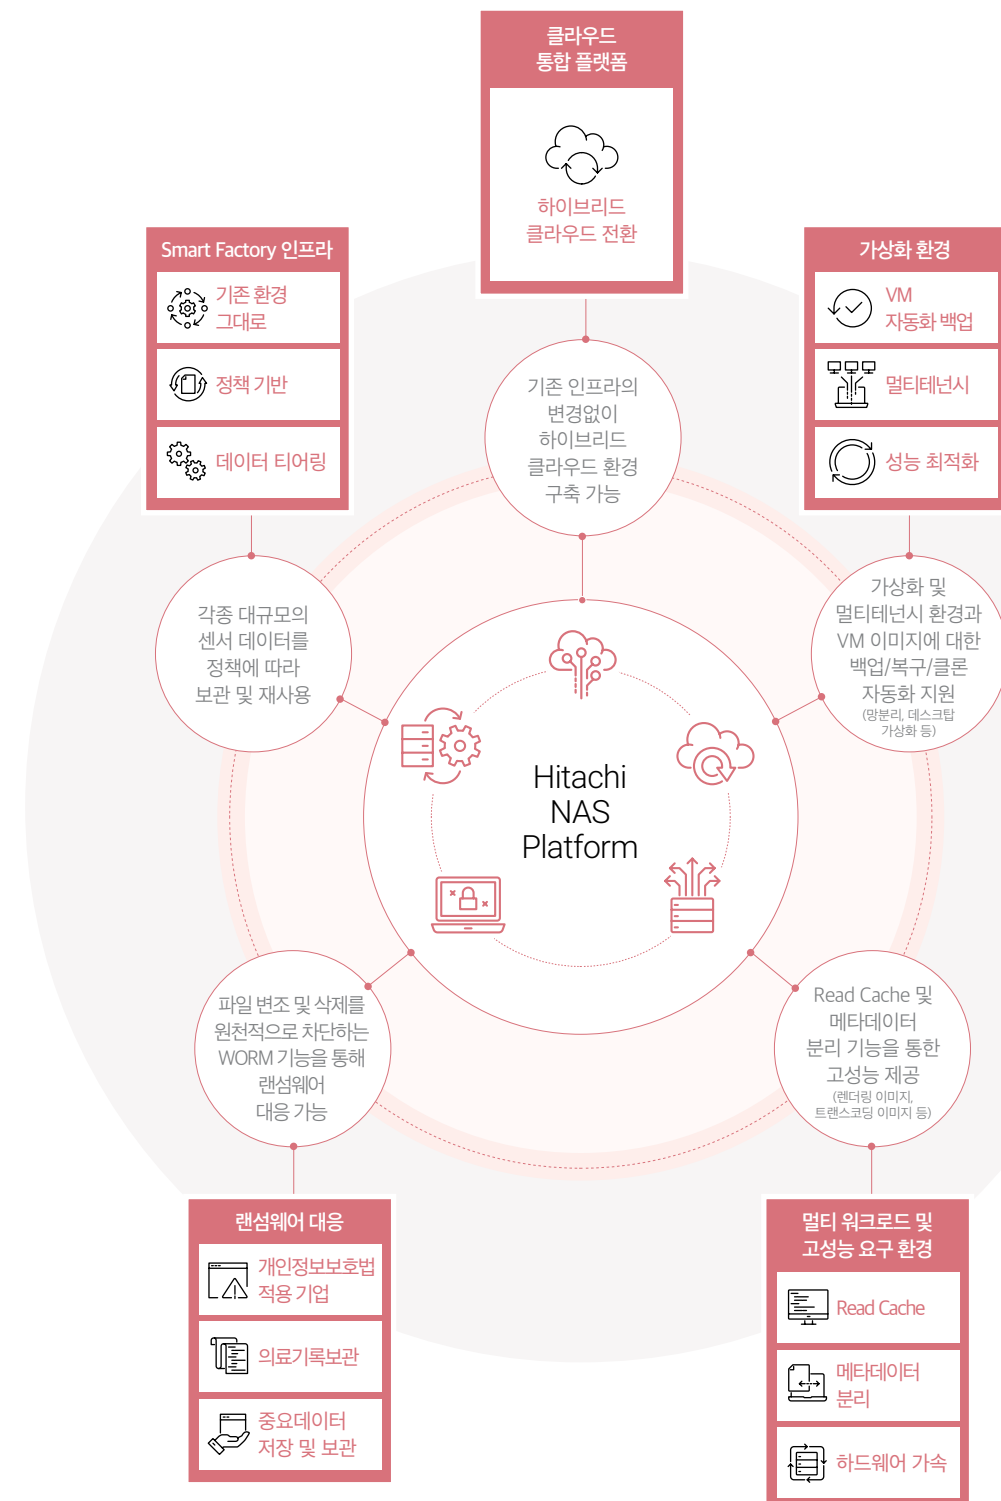 클라우드
통합 플랫폼
하이브리드
클라우드 전환
Smart Factory 인프라
기존 환경
그대로
정책 기반
데이터 티어링
가상화 환경
VM
자동화 백업
멀티테넌시
성능 최적화
기존 인프라의
변경없이
하이브리드
클라우드 환경
구축 가능
각종 대규모의
센서 데이터를
정책에 따라
보관 및 재사용
가상화 및
멀티테넌시 환경과
VM 이미지에 대한
백업/복구/클론
자동화 지원
(망분리, 데스크탑
가상화 등)
Hitachi
NAS
Platform
파일 변조 및 삭제를
원천적으로 차단하는
WORM 기능을 통해
랜섬웨어
대응 가능
Read Cache 및
메타데이터
분리 기능을 통한
고성능 제공
(렌더링 이미지,
트랜스코딩 이미지 등)
랜섬웨어 대응
개인정보보호법
적용 기업
의료기록보관
중요데이터
저장 및 보관
멀티 워크로드 및
고성능 요구 환경
Read Cache
메타데이터
분리
하드웨어 가속